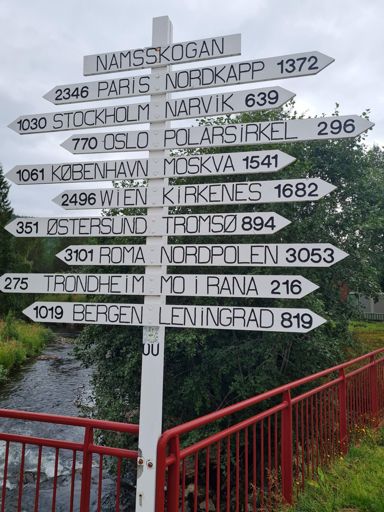 NAMSSKOGAN
2346 PARIS NORDKAPP 1372
1030 STOCKHOLM NARVIK 639
770 OSLO POLARSIRKEL 296
1061 KØBENHAVN MOSKVA 1541
2496 WiEN KiRKENES 1682
351 ØSTERSUND TROMSØ 894
3101 ROMA NORDPOLEN 3053
275 TRONDHEiM MO i RANA 216
1019 BERGEN LENiNGRAD 819